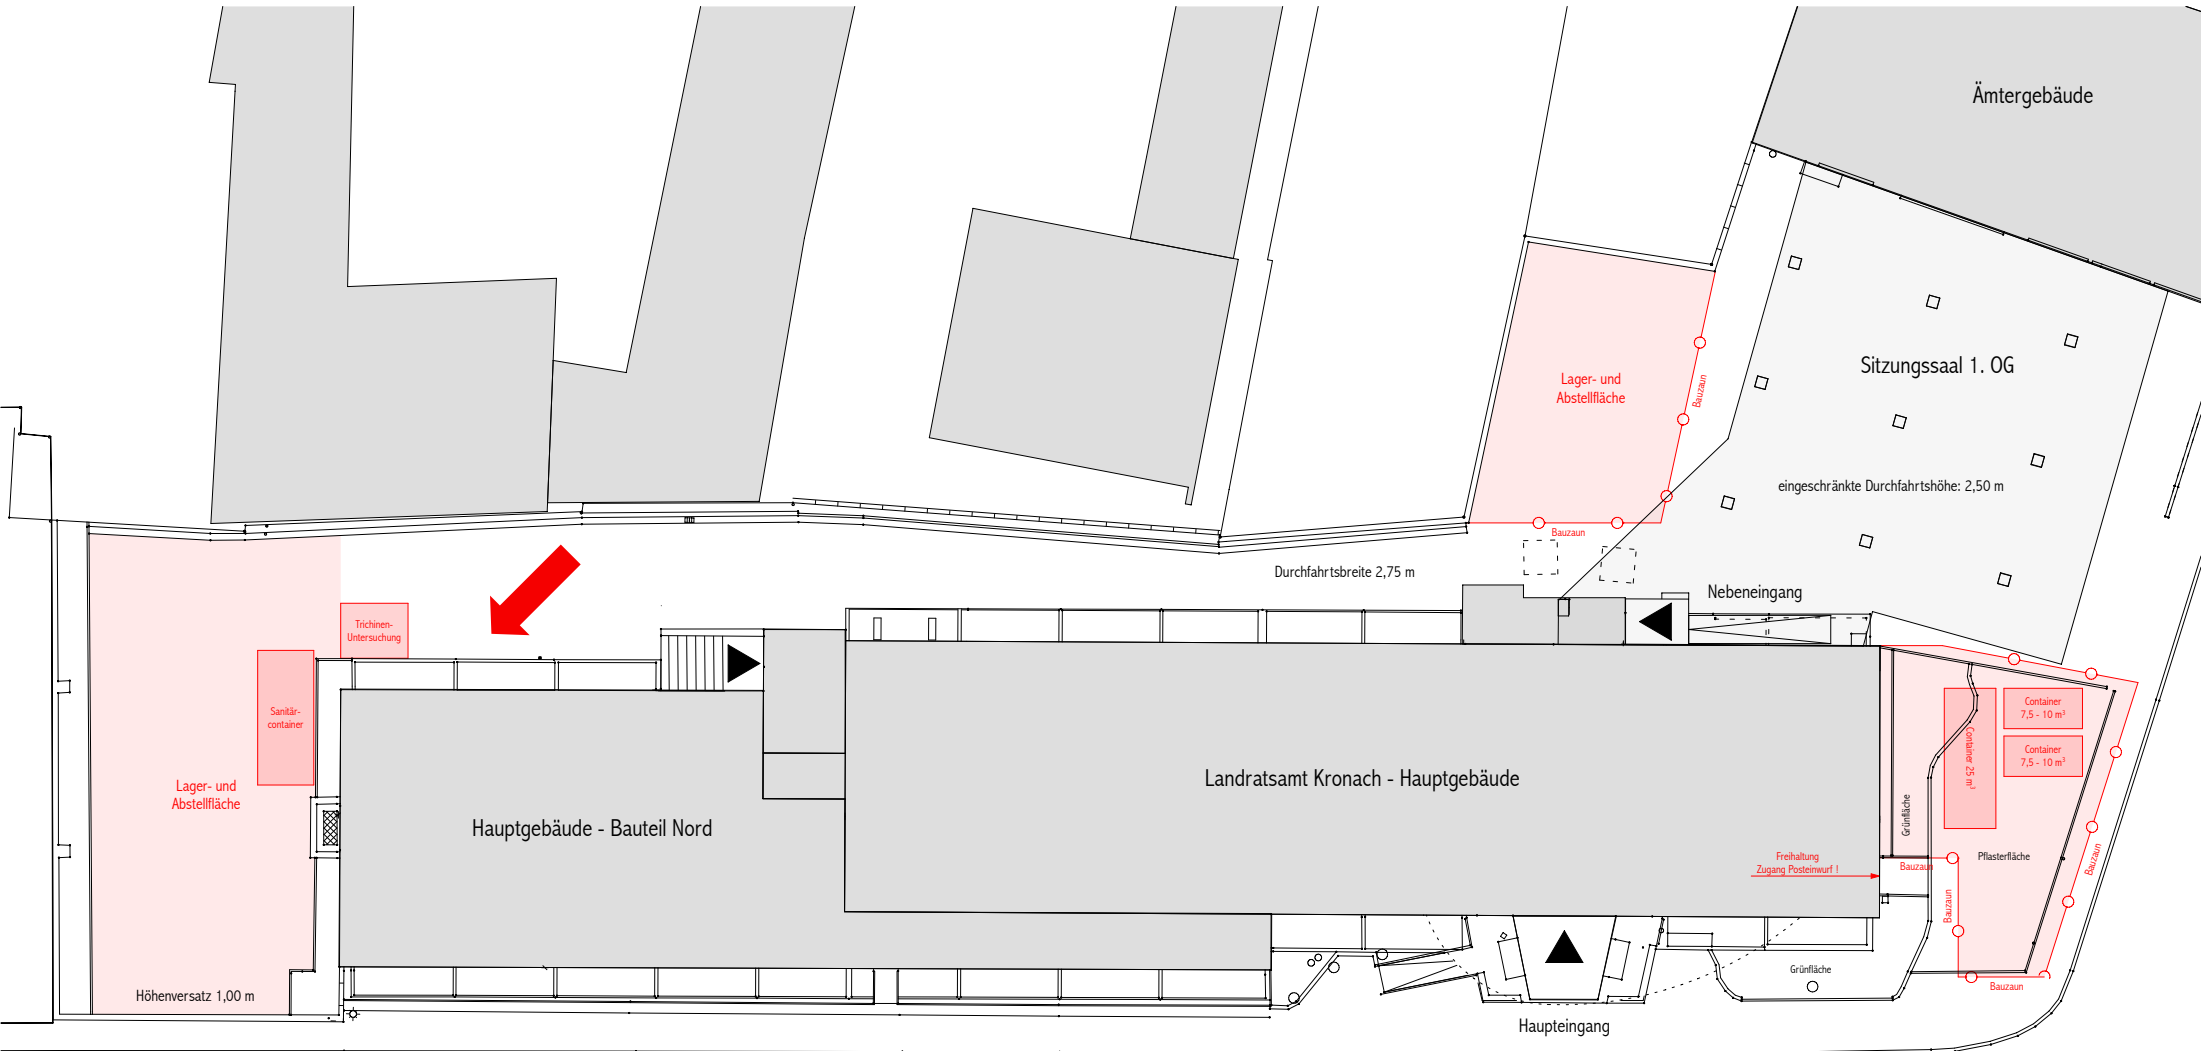 Ämtergebäude
Sitzungssaal 1. OG
Lager- und
Abstellfläche
Bauzaun
eingeschränkte Durchfahrtshöhe: 2,50 m
Bauzaun
Durchfahrtsbreite 2,75 m
Nebeneingang
Trichinen-
Untersuchung
Sanitär-
container
Lager- und
Abstellfläche
Container
7,5 - 10 m³
Container
7,5 - 10 m³
Container 25 m³
Landratsamt Kronach - Hauptgebäude
Hauptgebäude - Bauteil Nord
Grünfläche
Pflasterfläche
Freihaltung
Zugang Posteinwurf !
Bauzaun
Bauzaun
Bauzaun
Grünfläche
Bauzaun
Höhenversatz 1,00 m
Haupteingang